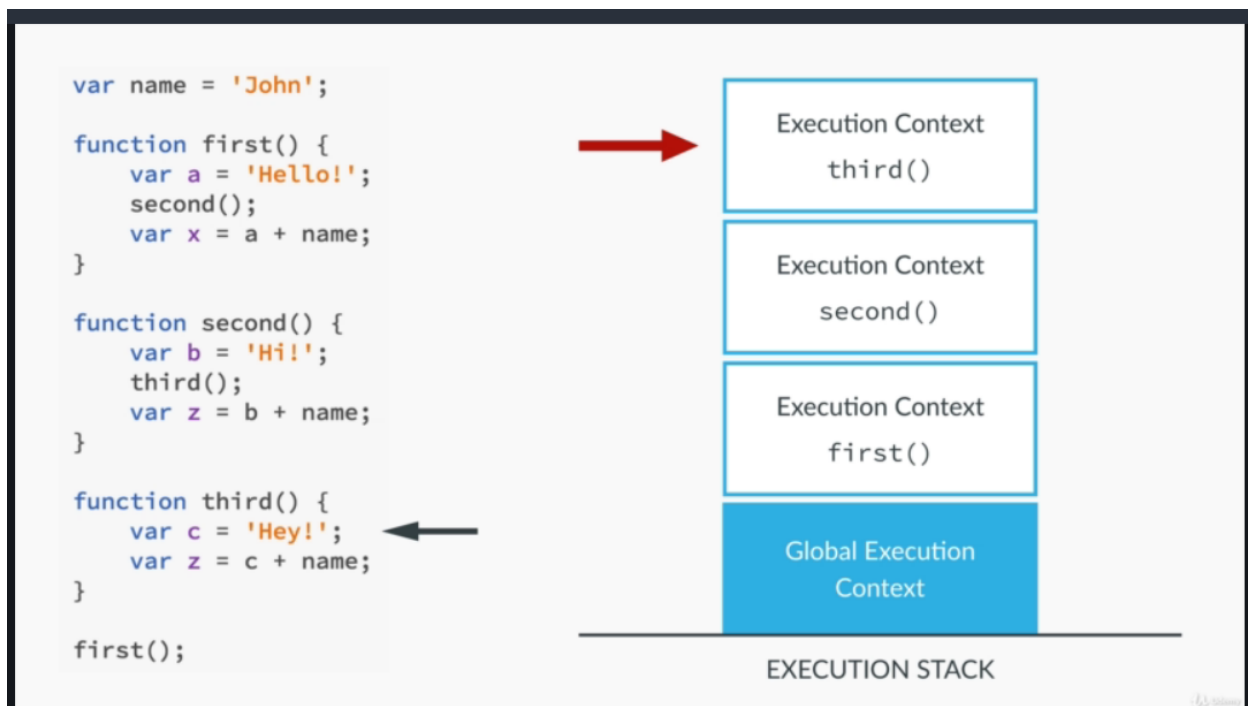 var name = 'John';
function first() {
    var a = 'Hello!';
    second();
    var x = a + name;
}
function second() {
    var b = 'Hi!';
    third();
    var z = b + name;
}
function third() {
    var c = 'Hey!';
    var z = c + name;
}
first();
Execution Context
third()
Execution Context
second()
Execution Context
first()
Global Execution
Context
EXECUTION STACK